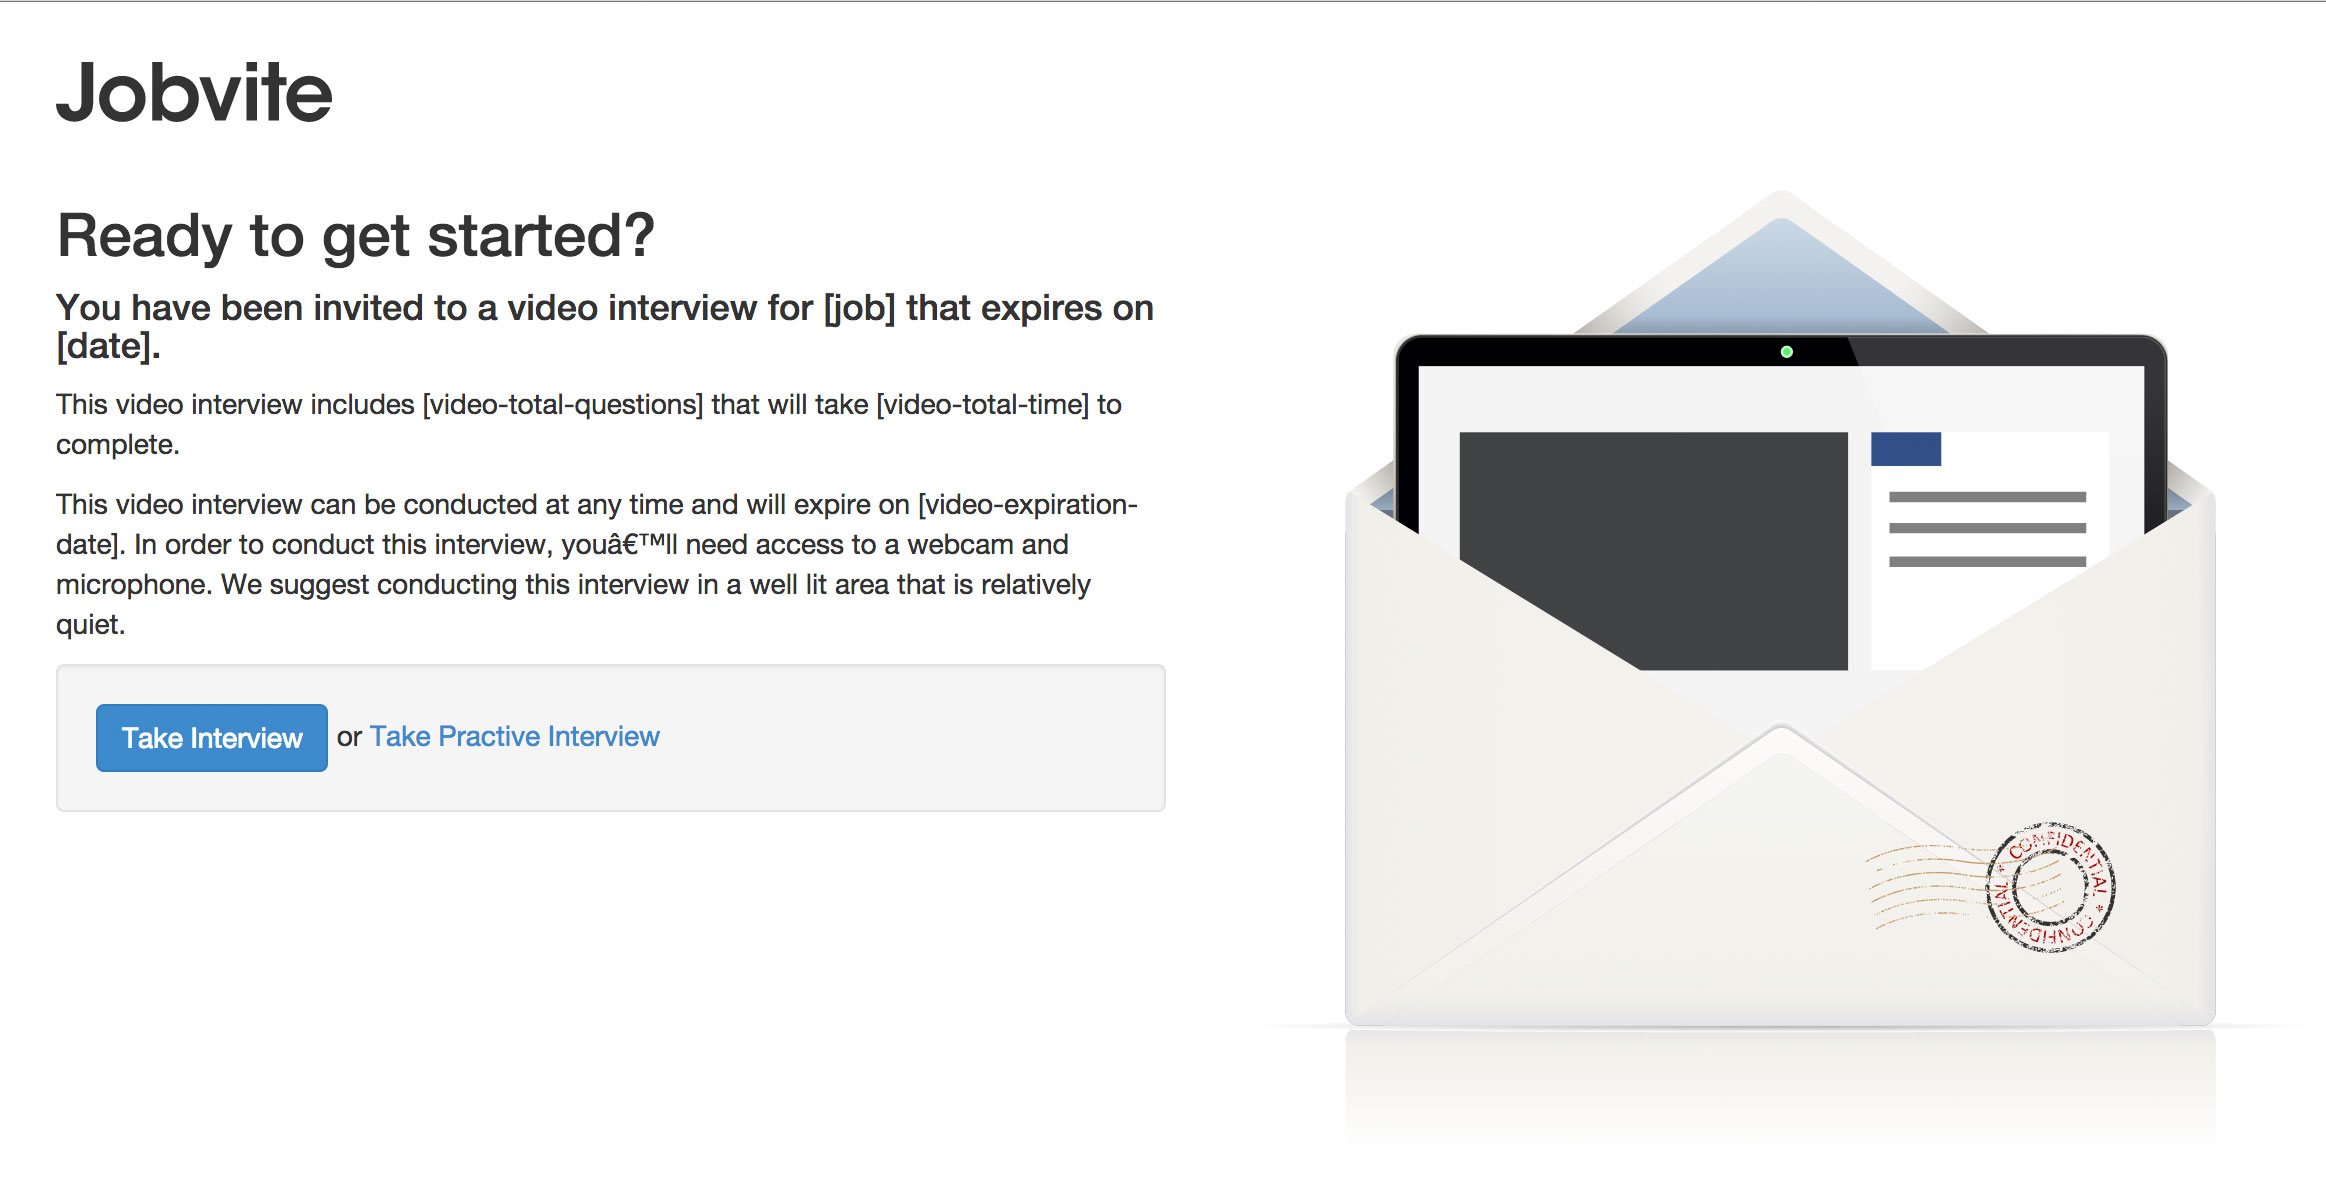 Jobvite
Ready to get started?
You have been invited to a video interview for [job] that expires on
[date].
This video interview includes [video-total-questions] that will take [video-total-time] to
complete.
This video interview can be conducted at any time and will expire on [video-expiration-
date]. In order to conduct this interview, youâ€™ll need access to a webcam and
microphone. We suggest conducting this interview in a well lit area that is relatively
quiet.
Take Interview or Take Practive Interview
CONFIDENTIAL * CONFIDENTIAL *